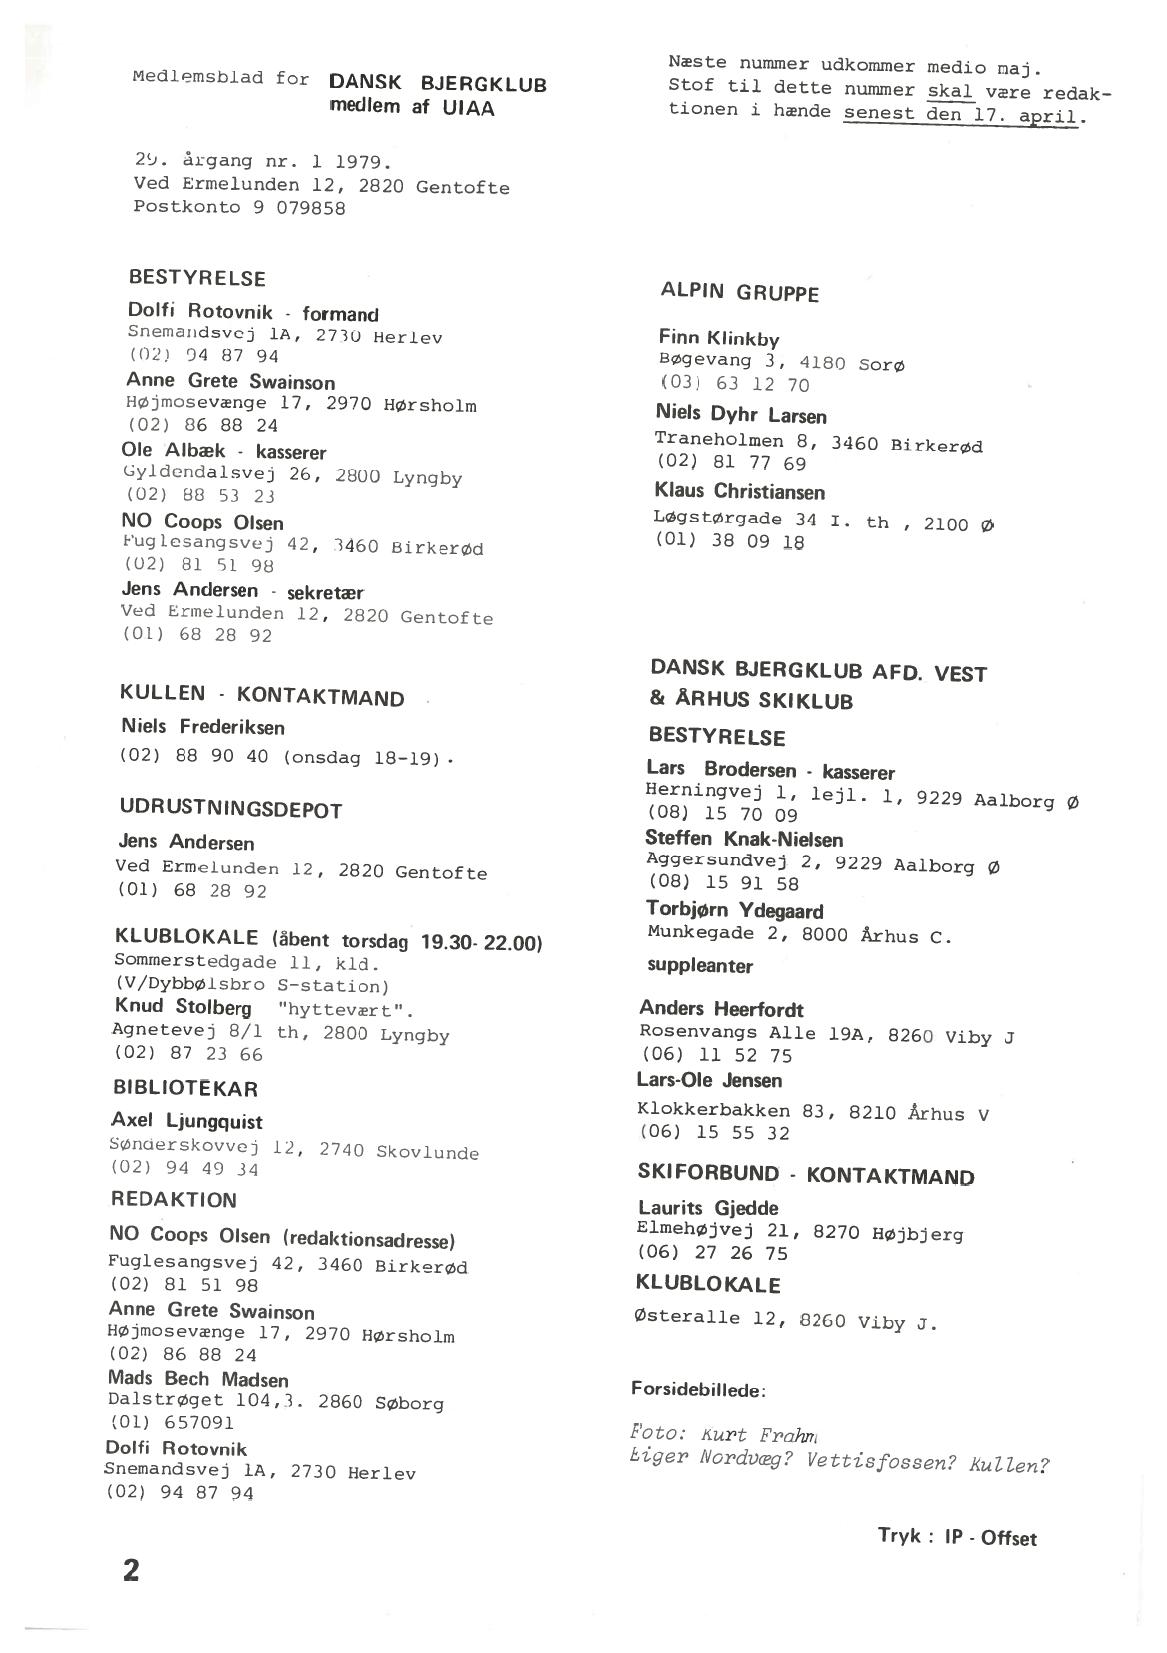 Medlemsblad for DANSK BJERGKLUB
medlem af UIAA
29. årgang nr. 1 1979.
Ved Ermelunden 12, 2820 Gentofte
Postkonto 9 079858
BESTYRELSE
Dolfi Rotovnik - formand
Snemandsvej 1A, 2730 Herlev
(02) 94 87 94
Anne Grete Swainson
Højmosevænge 17, 2970 Hørsholm
(02) 86 88 24
Ole Albæk - kasserer
Gyldendalsvej 26, 2800 Lyngby
(02) 88 53 23
NO Coops Olsen
Fuglesangsvej 42, 3460 Birkerød
(02) 81 51 98
Jens Andersen - sekretær
Ved Ermelunden 12, 2820 Gentofte
(01) 68 28 92
KULLEN - KONTAKTMAND
Niels Frederiksen
(02) 88 90 40 (onsdag 18-19).
UDRUSTNINGSDEPOT
Jens Andersen
Ved Ermelunden 12, 2820 Gentofte
(01) 68 28 92
KLUBLOKALE (åbent torsdag 19.30-22.00)
Sommerstedgade 11, kld.
(V/Dybbølsbro S-station)
Knud Stolberg "hyttevært".
Agnetevej 8/1 th, 2800 Lyngby
(02) 87 23 66
BIBLIOTEKAR
Axel Ljungquist
Sønderskovvej 12, 2740 Skovlunde
(02) 94 49 34
REDAKTION
NO Coops Olsen (redaktionsadresse)
Fuglesangsvej 42, 3460 Birkerød
(02) 81 51 98
Anne Grete Swainson
Højmosevænge 17, 2970 Hørsholm
(02) 86 88 24
Mads Bech Madsen
Dalstrøget 104,3. 2860 Søborg
(01) 657091
Dolfi Rotovnik
Snemandsvej 1A, 2730 Herlev
(02) 94 87 94
2
Næste nummer udkommer medio maj.
Stof til dette nummer skal være redak-
tionen i hænde senest den 17. april.
ALPIN GRUPPE
Finn Klinkby
Bøgevang 3, 4180 Sorø
(03) 63 12 70
Niels Dyhr Larsen
Traneholmen 8, 3460 Birkerød
(02) 81 77 69
Klaus Christiansen
Løgstørgade 34 I. th , 2100 Ø
(01) 38 09 18
DANSK BJERGKLUB AFD. VEST
& ÅRHUS SKIKLUB
BESTYRELSE
Lars Brodersen - kasserer
Herningvej 1, lejl. 1, 9229 Aalborg Ø
(08) 15 70 09
Steffen Knak-Nielsen
Aggersundvej 2, 9229 Aalborg Ø
(08) 15 91 58
Torbjørn Ydegaard
Munkegade 2, 8000 Århus C.
suppleanter
Anders Heerfordt
Rosenvangs Alle 19A, 8260 Viby J
(06) 11 52 75
Lars-Ole Jensen
Klokkerbakken 83, 8210 Århus V
(06) 15 55 32
SKIFORBUND - KONTAKTMAND
Laurits Gjedde
Elmehøjvej 21, 8270 Højbjerg
(06) 27 26 75
KLUBLOKALE
Østeralle 12, 8260 Viby J.
Forsidebillede:
Foto: Kurt Frahm
Eiger Nordvæg? Vettisfossen? Kullen?
Tryk : IP - Offset